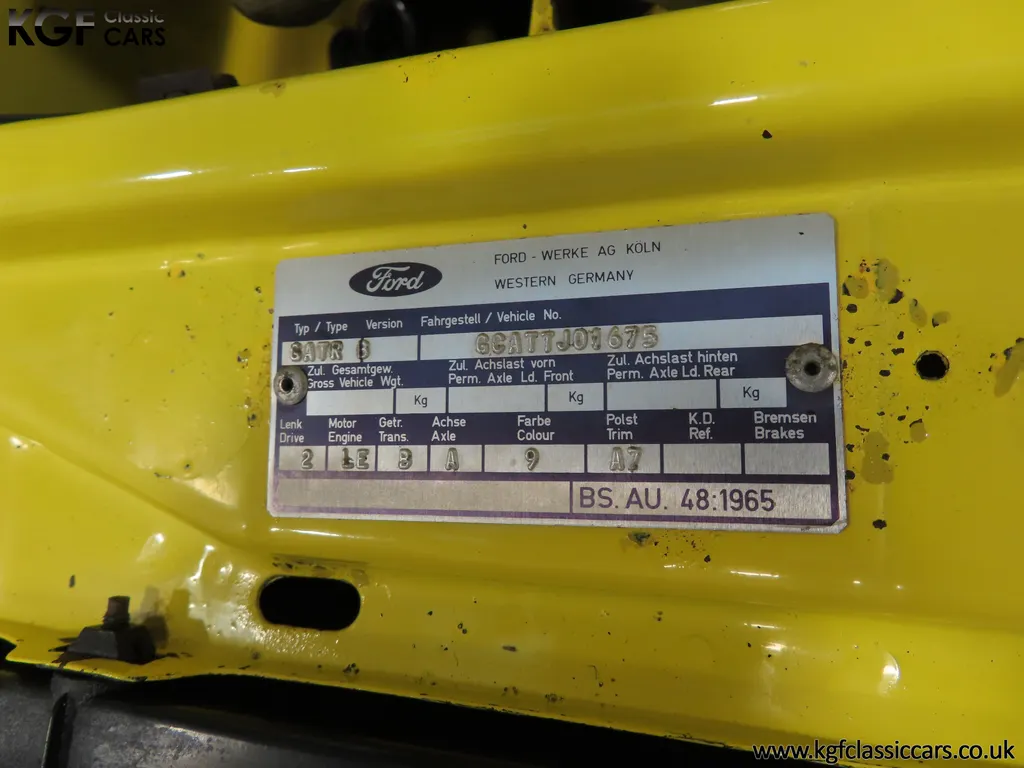 KGF Classic CARS
Ford
FORD - WERKE AG KÖLN
WESTERN GERMANY
Typ / Type Version Fahrgestell / Vehicle No.
GCATTJ01675
Zul. Gesamtgew. Zul. Achslast vorn Zul. Achslast hinten
Gross Vehicle Wgt. Perm. Axle Ld. Front Perm. Axle Ld. Rear
Kg Kg Kg
Lenk Motor Getr. Achse Farbe Polst K.D. Bremsen
Drive Engine Trans. Axle Colour Trim Ref. Brakes
2 LE B A 9 A7
BS. AU. 48:1965
www.kgfclassiccars.co.uk